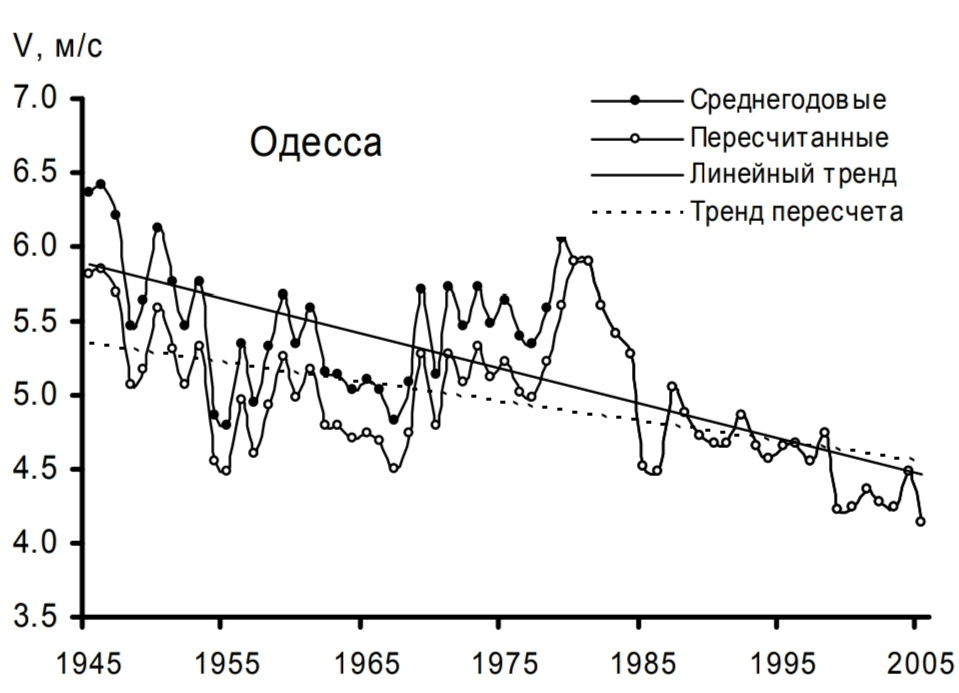 V, м/с
7.0
6.5
6.0
5.5
5.0
4.5
4.0
3.5
Одесса
Среднегодовые
Пересчитанные
Линейный тренд
Тренд пересчета
1945 1955 1965 1975 1985 1995 2005